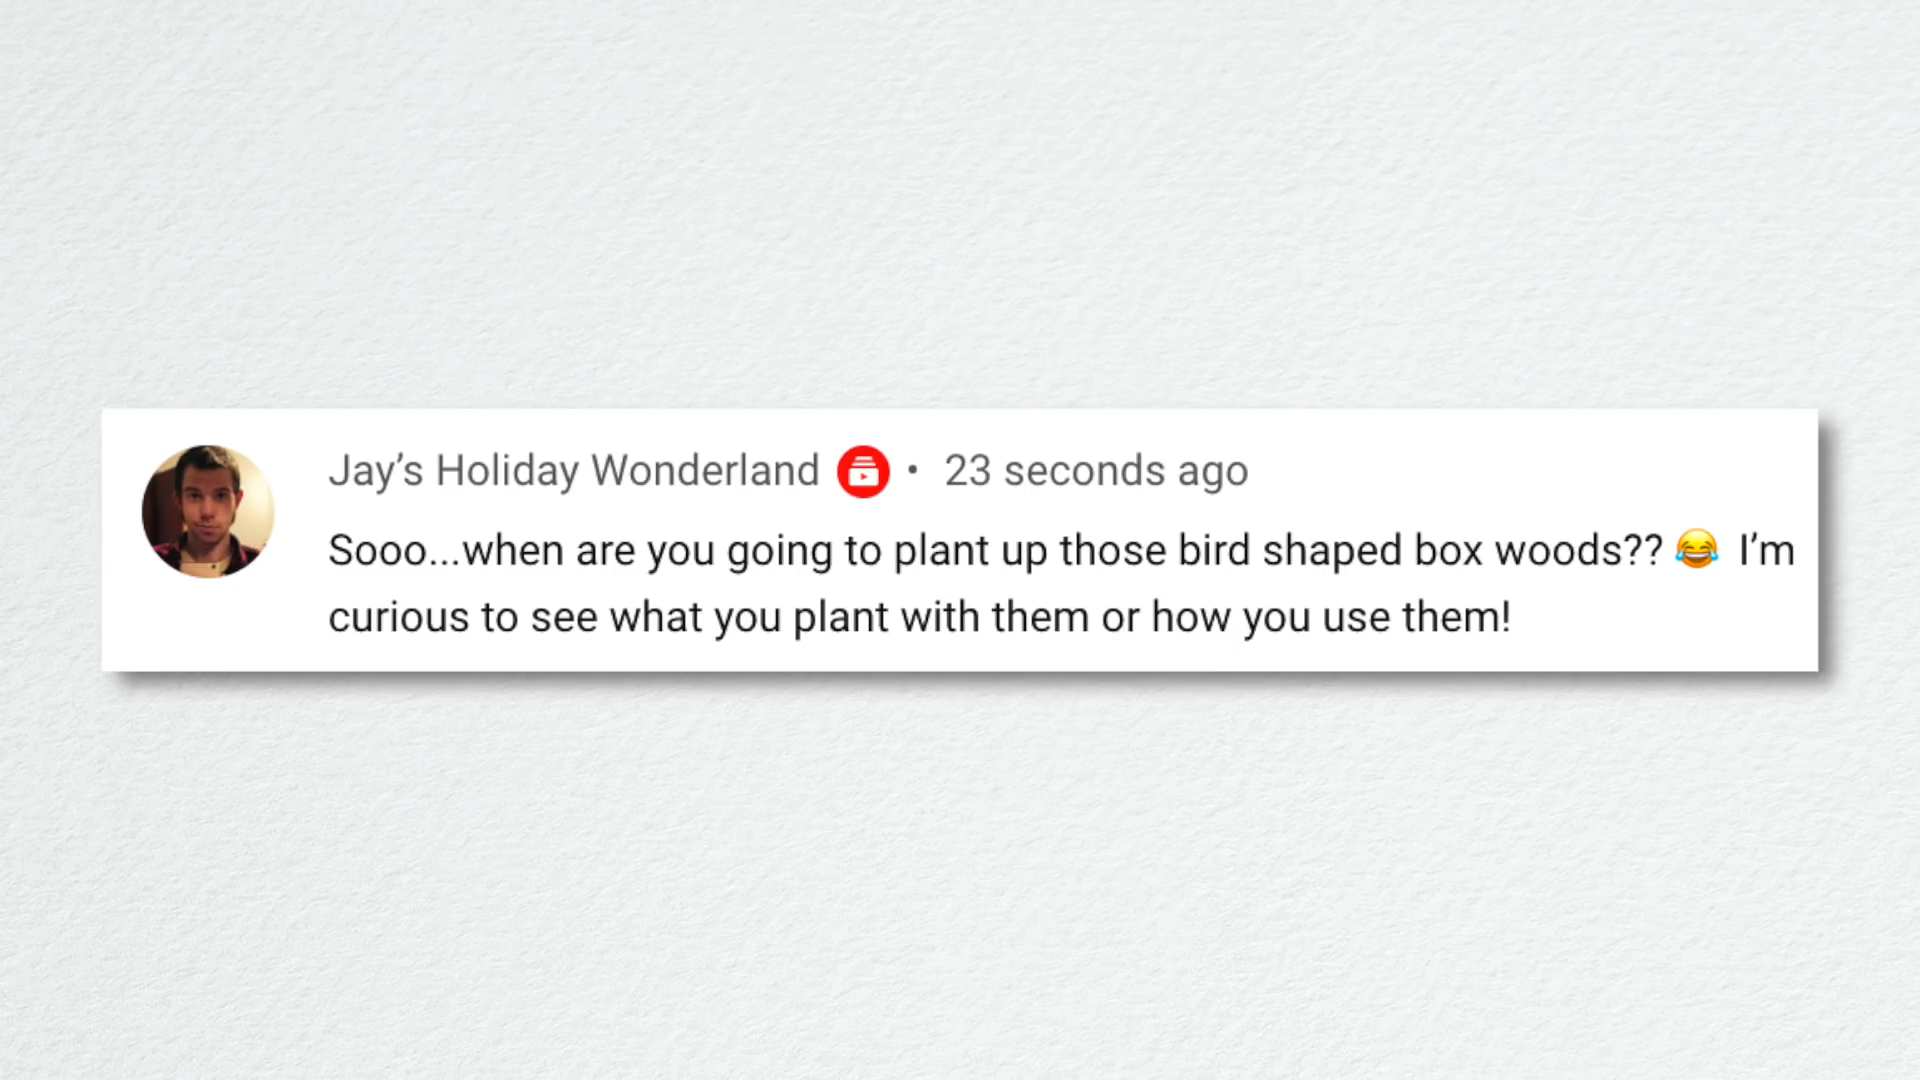 Jay’s Holiday Wonderland • 23 seconds ago
Sooo...when are you going to plant up those bird shaped box woods?? 😂 I’m
curious to see what you plant with them or how you use them!